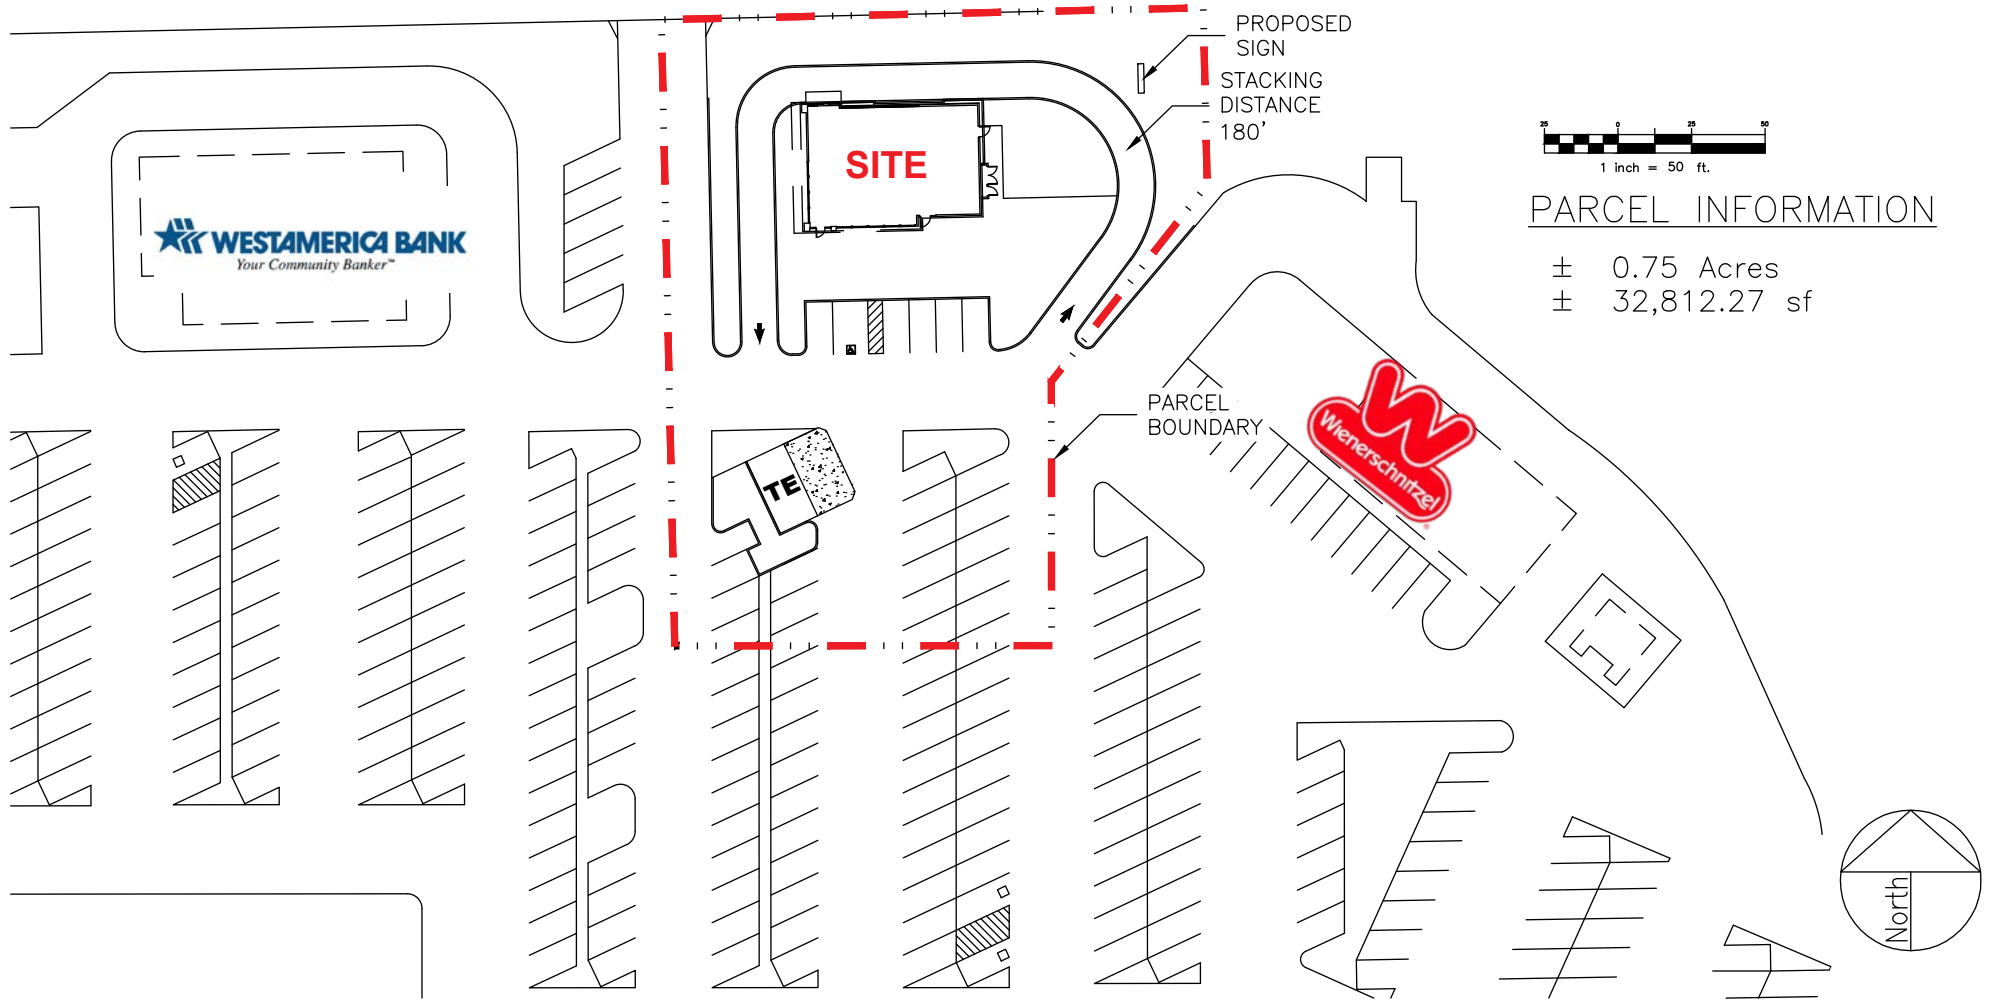 PROPOSED
SIGN
STACKING
DISTANCE
180'
25 0 25 50
1 inch = 50 ft.
PARCEL INFORMATION
± 0.75 Acres
± 32,812.27 sf
SITE
WESTAMERICA BANK
Your Community Banker™
PARCEL
BOUNDARY
Wienerschnitzel
®
TE
North